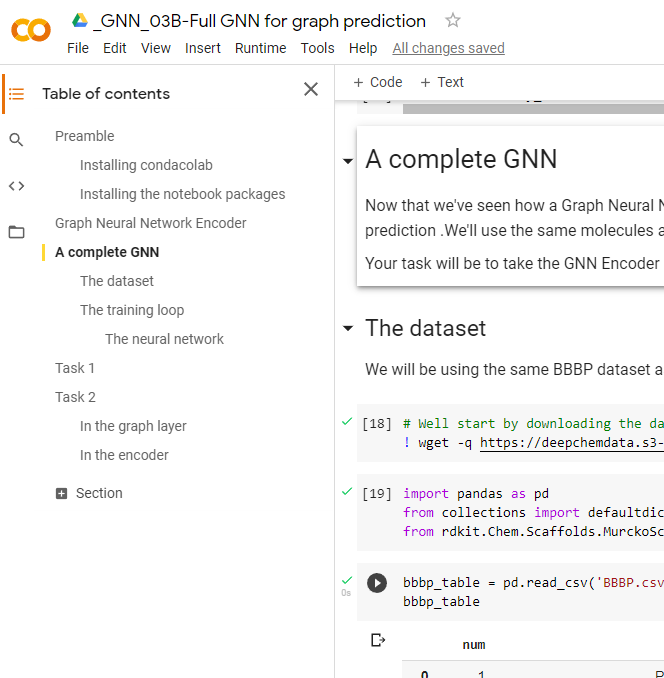 _GNN_03B-Full GNN for graph prediction
File Edit View Insert Runtime Tools Help All changes saved
Table of contents
Preamble
Installing condacolab
Installing the notebook packages
Graph Neural Network Encoder
A complete GNN
The dataset
The training loop
The neural network
Task 1
Task 2
In the graph layer
In the encoder
Section
+ Code + Text
A complete GNN
Now that we've seen how a Graph Neural
prediction .We'll use the same molecules a
Your task will be to take the GNN Encoder
The dataset
We will be using the same BBBP dataset a
[18] # Well start by downloading the da
! wget -q https://deepchemdata.s3-
[19] import pandas as pd
from collections import defaultdic
from rdkit.Chem.Scaffolds.MurckoSc
0s
bbbp_table = pd.read_csv('BBBP.csv
bbbp_table
num
0 1